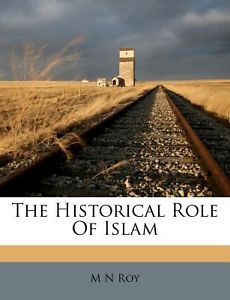 The Historical Role
Of Islam
M N Roy